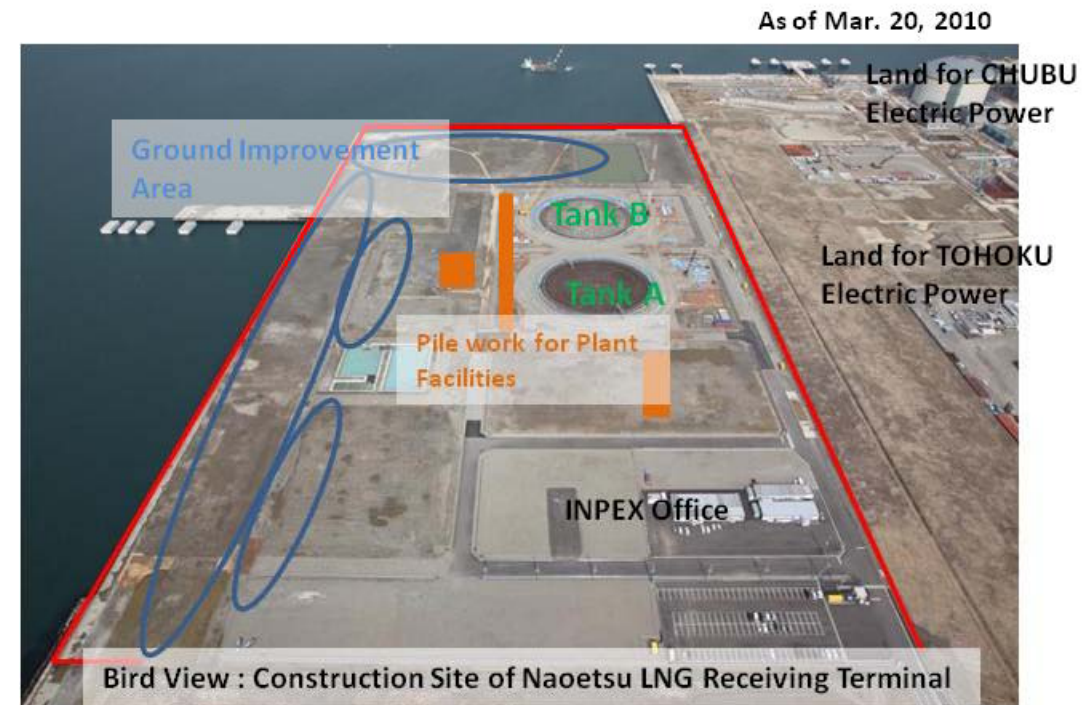 As of Mar. 20, 2010
Land for CHUBU
Electric Power
Ground Improvement
Area
Tank B
Land for TOHOKU
Electric Power
Tank A
Pile work for Plant
Facilities
INPEX Office
Bird View : Construction Site of Naoetsu LNG Receiving Terminal